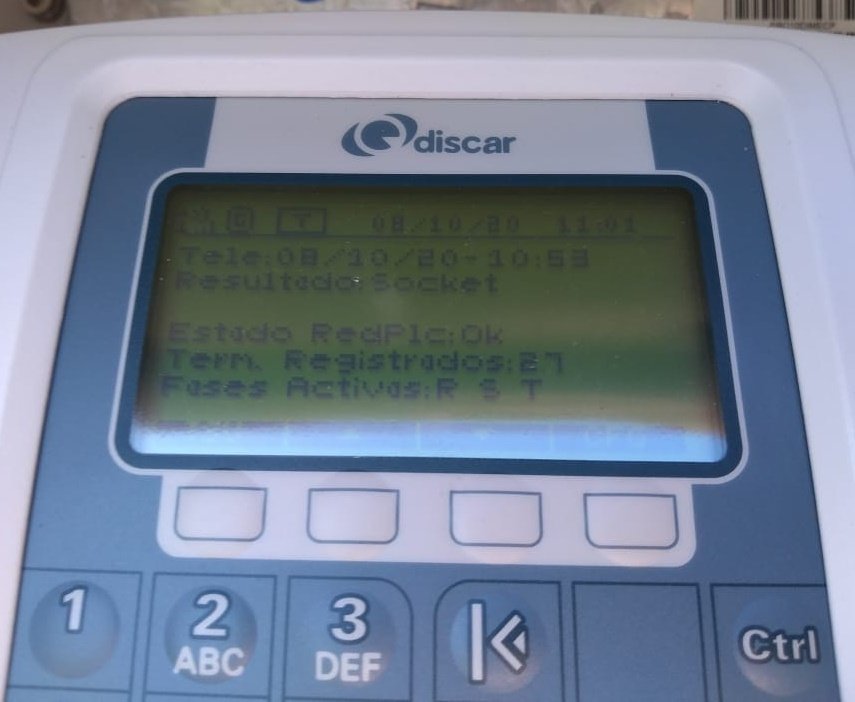 discar
08/10/20 11:01
Tele:08/10/20-10:53
Resultado:Socket
Estado RedPlc:Ok
Term. Registrados:27
Fases Activas:R S T
1
2
ABC
3
DEF
Ctrl